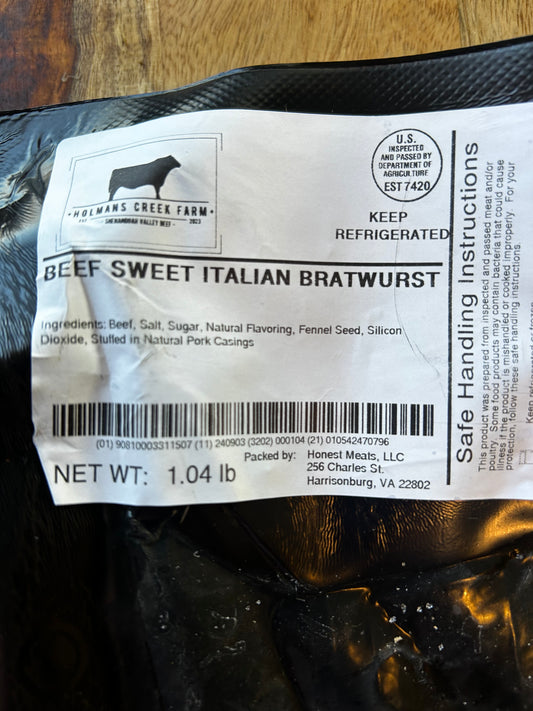 HOLMANS CREEK FARM
EST
SHENANDOAH VALLEY BEEF
2023
U.S.
INSPECTED
AND PASSED BY
DEPARTMENT OF
AGRICULTURE
EST 7420
KEEP
REFRIGERATED
BEEF SWEET ITALIAN BRATWURST
Ingredients: Beef, Salt, Sugar, Natural Flavoring, Fennel Seed, Silicon
Dioxide, Stuffed in Natural Pork Casings
(01) 90810003311507 (11) 240903 (3202) 000104 (21) 010542470796
NET WT: 1.04 lb
Packed by: Honest Meats, LLC
256 Charles St.
Harrisonburg, VA 22802
Safe Handling Instructions
This product was prepared from inspected and passed meat and/or
poultry. Some food products may contain bacteria that could cause
illness if the product is mishandled or cooked improperly. For your
protection, follow these safe handling instructions.